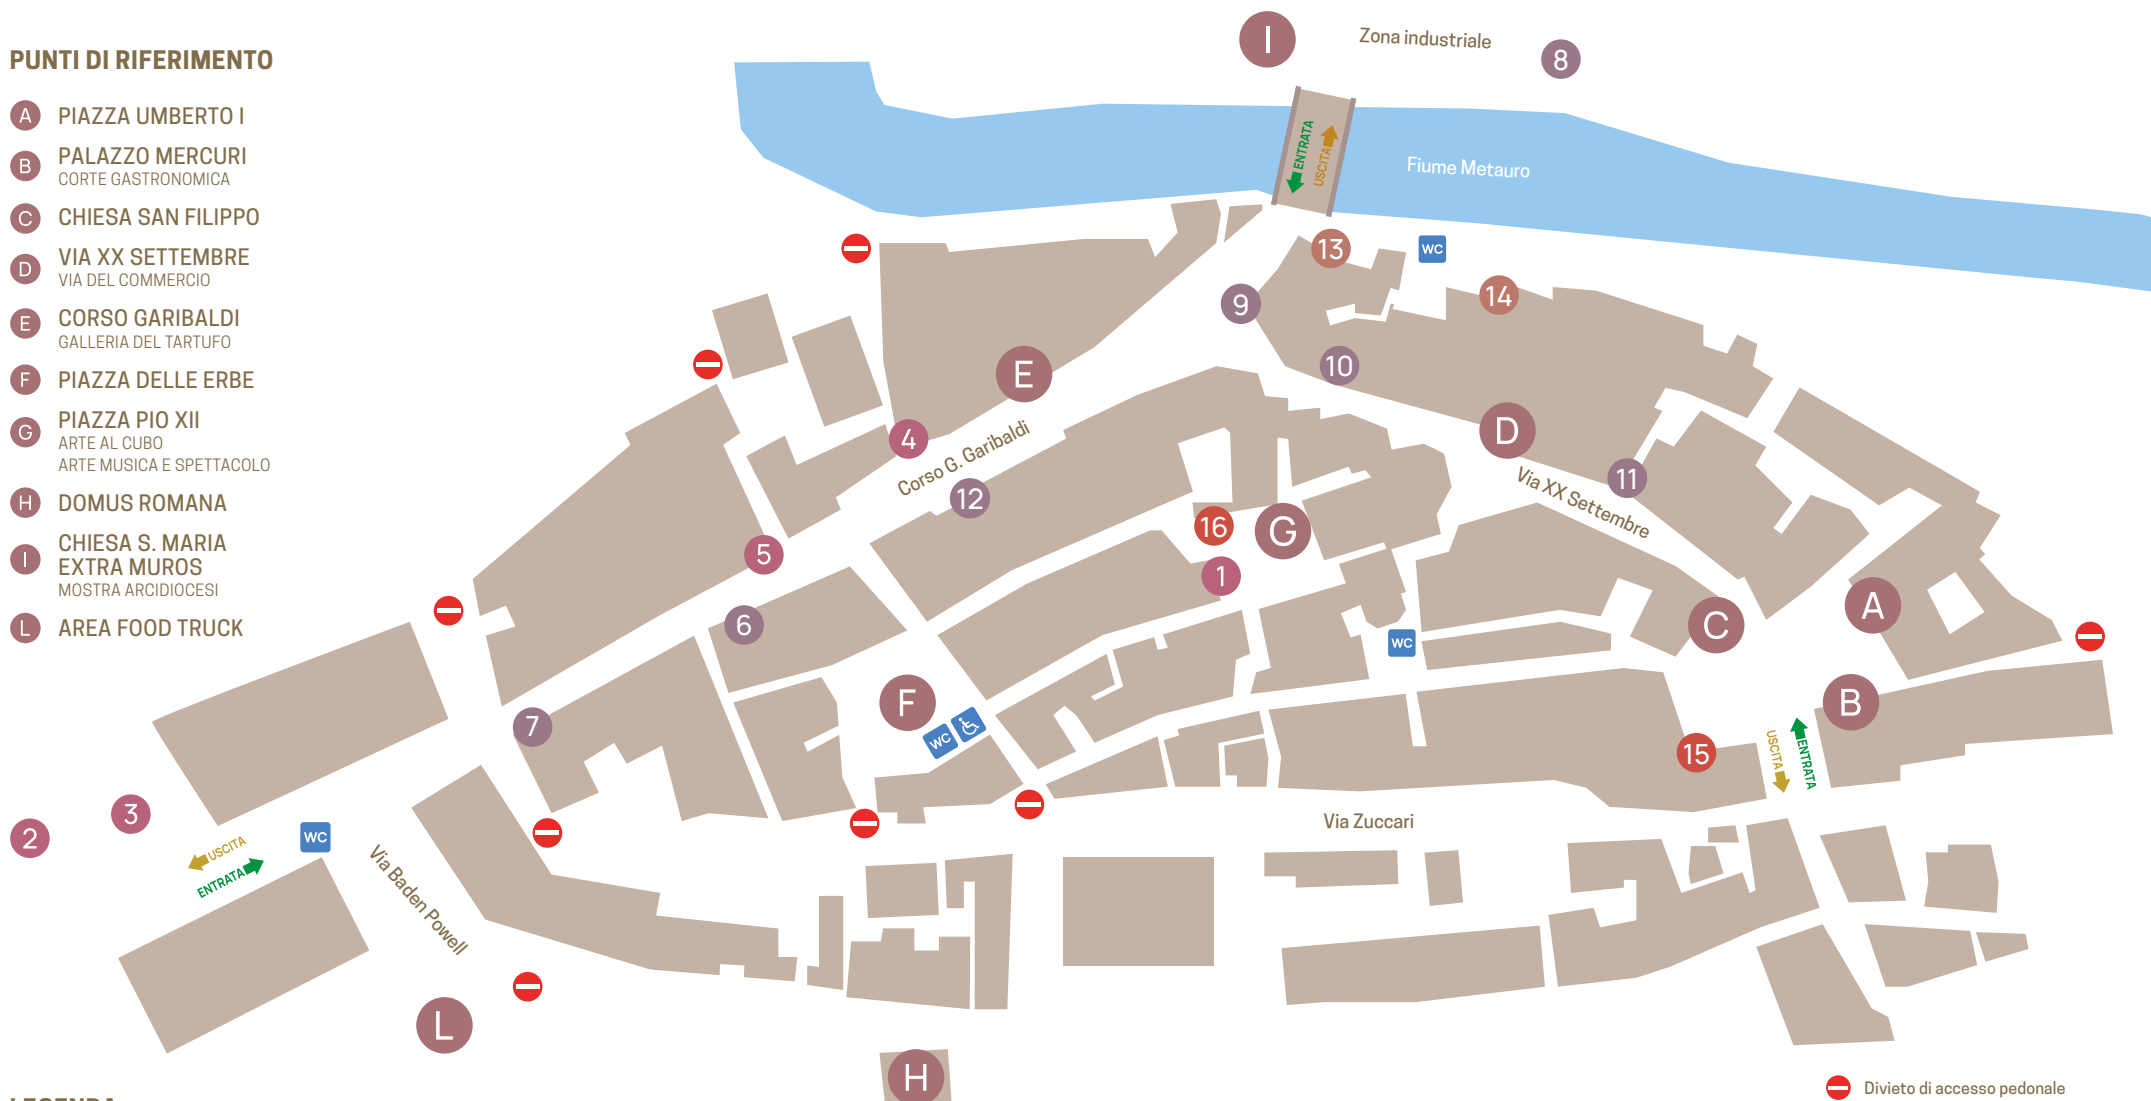 PUNTI DI RIFERIMENTO
A PIAZZA UMBERTO I
B PALAZZO MERCURI
CORTE GASTRONOMICA
C CHIESA SAN FILIPPO
D VIA XX SETTEMBRE
VIA DEL COMMERCIO
E CORSO GARIBALDI
GALLERIA DEL TARTUFO
F PIAZZA DELLE ERBE
G PIAZZA PIO XII
ARTE AL CUBO
ARTE MUSICA E SPETTACOLO
H DOMUS ROMANA
I CHIESA S. MARIA
EXTRA MUROS
MOSTRA ARCIDIOCESI
L AREA FOOD TRUCK
I
Zona industriale
8
ENTRATA
USCITA
Fiume Metauro
13
WC
9
14
10
E
4
D
Corso G. Garibaldi
12
11
Via XX Settembre
16
G
5
1
6
WC
C
A
F
WC
B
7
15
USCITA
ENTRATA
2
3
WC
USCITA
ENTRATA
Via Baden Powell
Via Zuccari
L
H
Divieto di accesso pedonale
LEGENDA